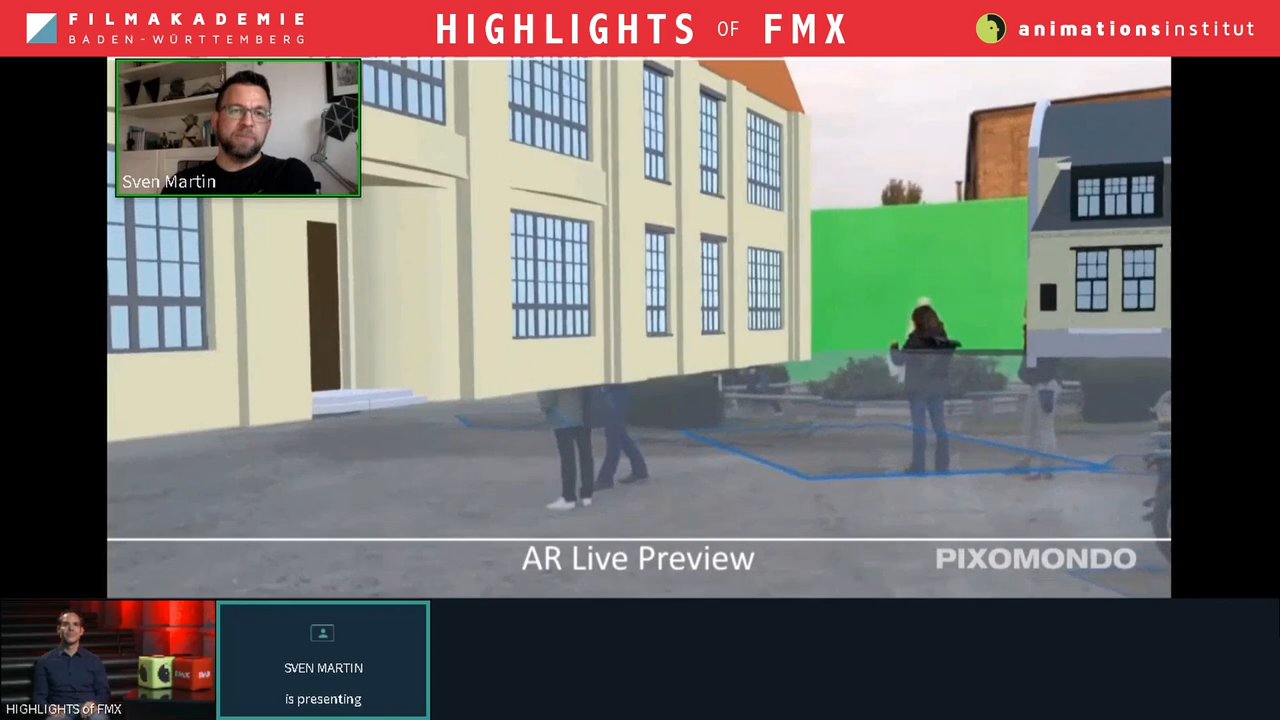 FILMAKADEMIE
BADEN-WÜRTTEMBERG
HIGHLIGHTS OF FMX
animationsinstitut
Sven Martin
AR Live Preview
PIXOMONDO
HIGHLIGHTS of FMX
SVEN MARTIN
is presenting